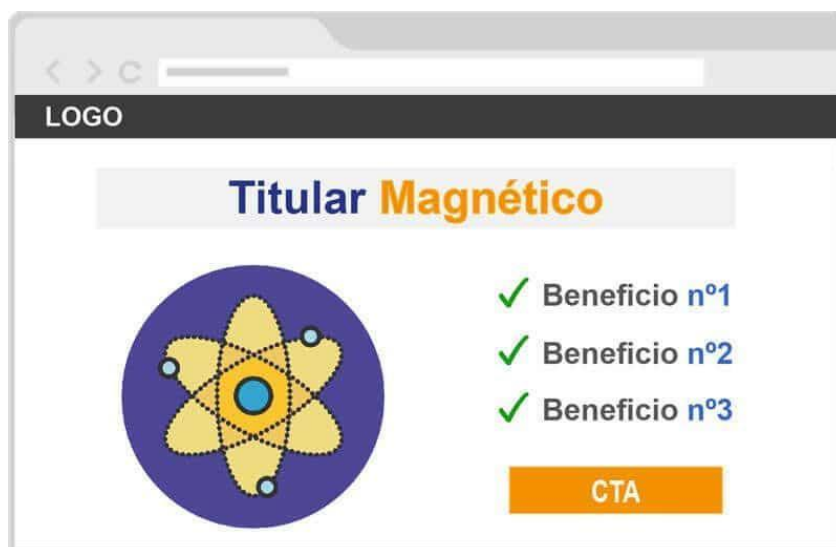 LOGO
Titular Magnético
Beneficio nº1
Beneficio nº2
Beneficio nº3
CTA